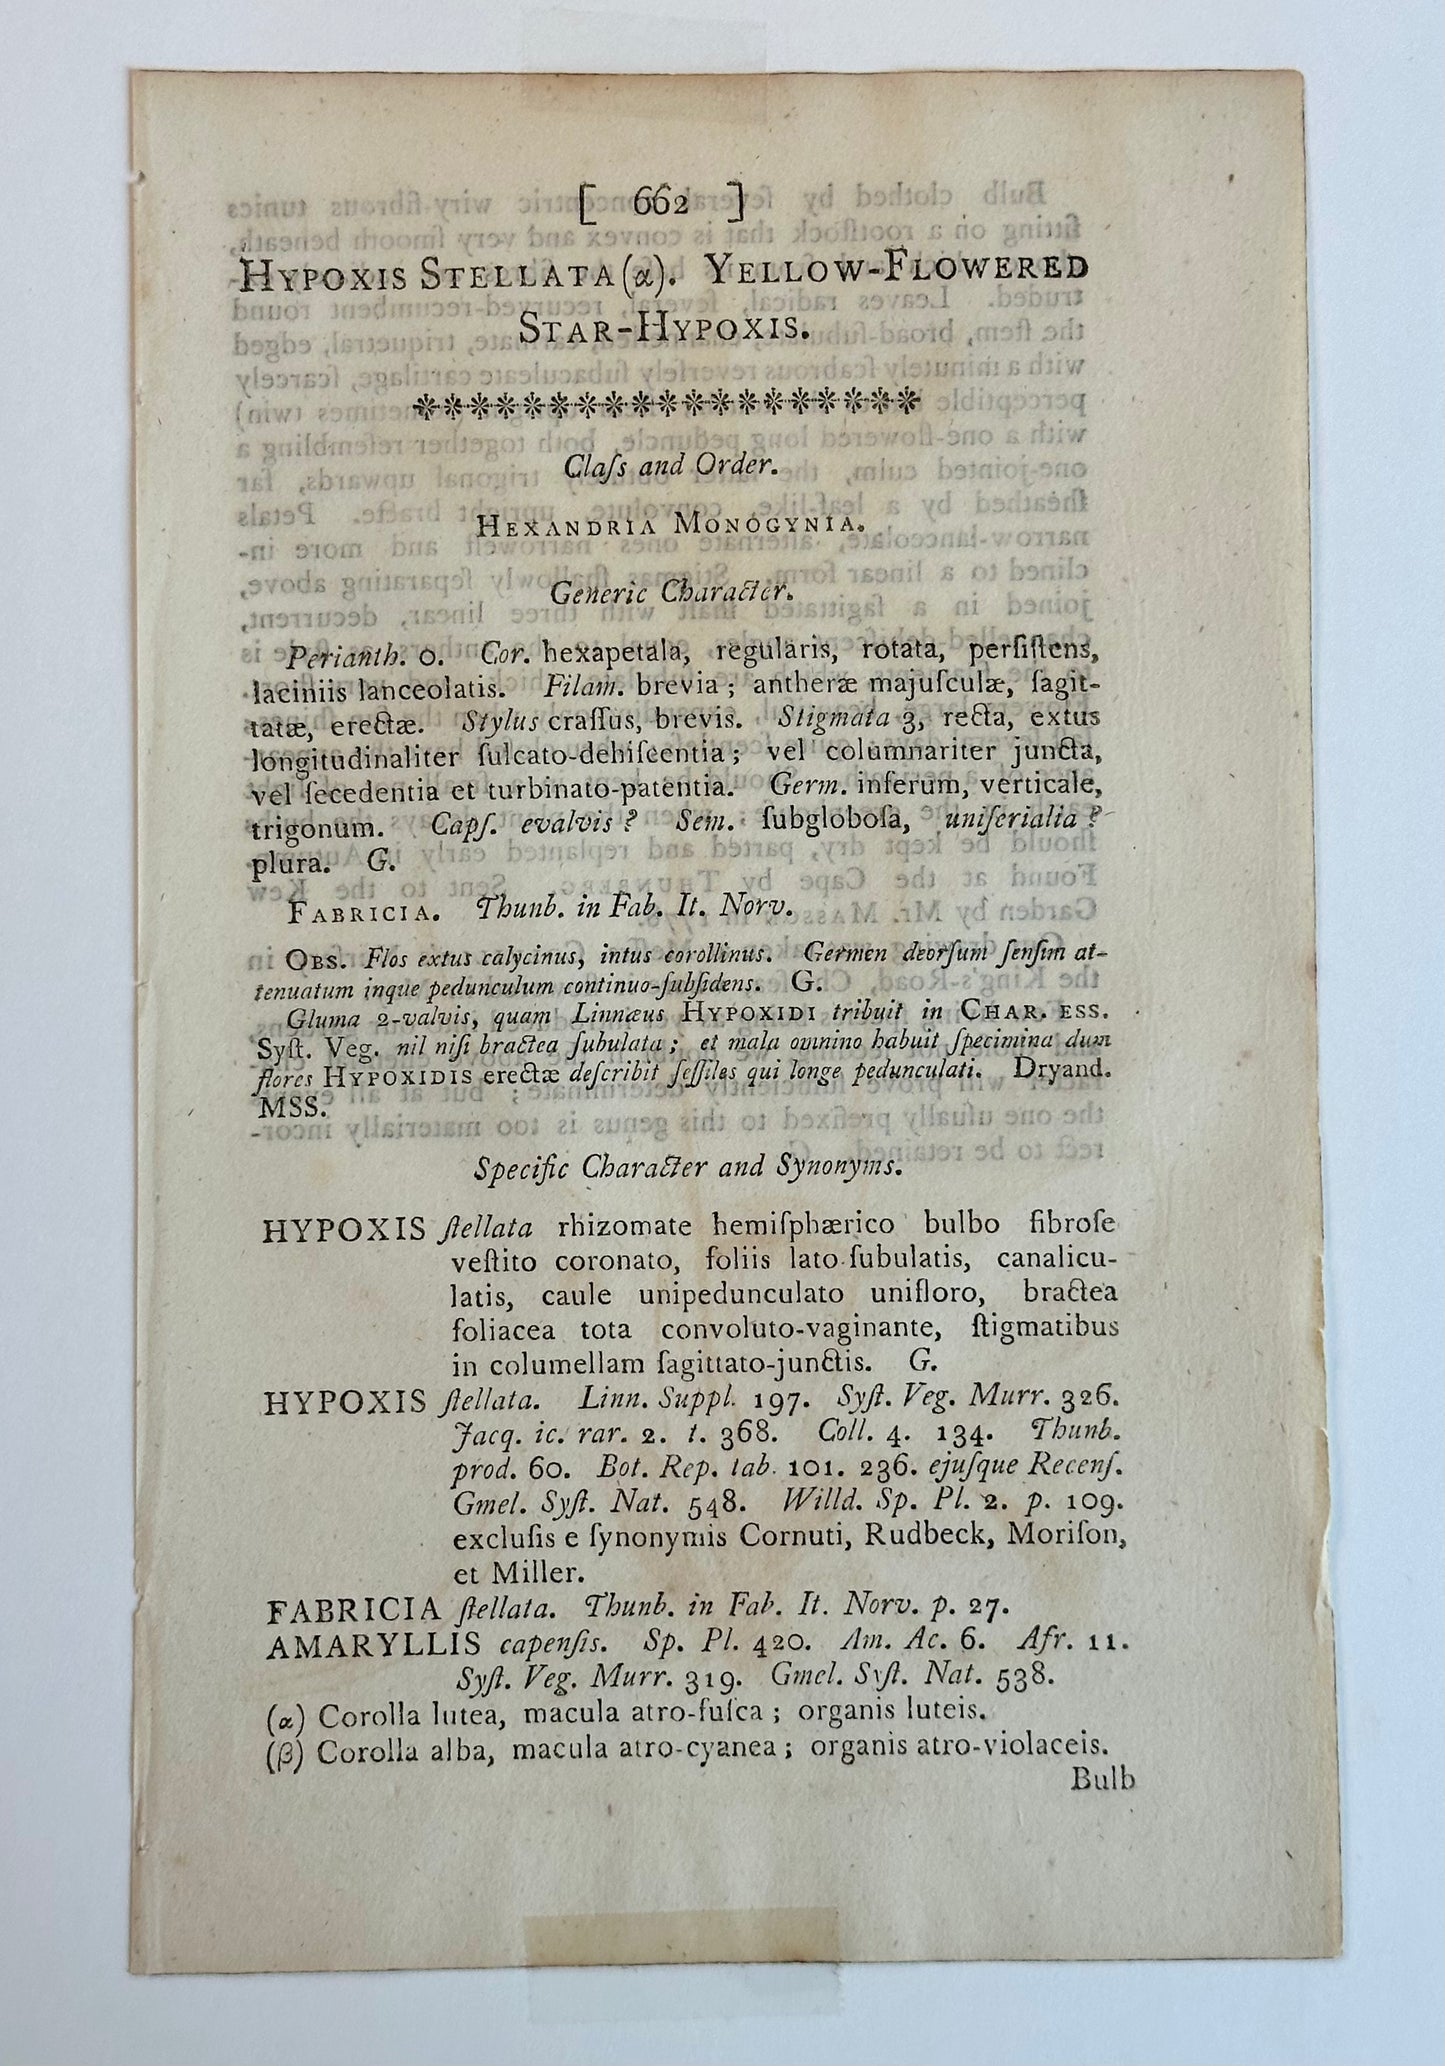 [ 662 ]
HYPOXIS STELLATA (α). YELLOW-FLOWERED
STAR-HYPOXIS.
*******************
Claſs and Order.
HEXANDRIA MONOGYNIA.
Generic Character.
Perianth. 0. Cor. hexapetala, regularis, rotata, perſiſtens,
laciniis lanceolatis. Filam. brevia; antheræ majuſculæ, ſagit-
tatæ, erectæ. Stylus craſſus, brevis. Stigmata 3, recta, extus
longitudinaliter ſulcato-dehiſcentia; vel columnariter juncta,
vel ſecedentia et turbinato-patentia. Germ. inferum, verticale,
trigonum. Capſ. evalvis? Sem. ſubgloboſa, uniſerialia?
plura. G.
FABRICIA. Thunb. in Fab. It. Norv.
OBS. Flos extus calycinus, intus corollinus. Germen deorſum ſenſim at-
tenuatum inque pedunculum continuo-ſubſidens. G.
Gluma 2-valvis, quam Linnæus HYPOXIDI tribuit in CHAR. ESS.
Syſt. Veg. nil niſi bractea ſubulata; et mala omnino habuit ſpecimina dum
flores HYPOXIDIS erectæ deſcribit ſeſſiles qui longe pedunculati. Dryand.
MSS.
Specific Character and Synonyms.
HYPOXIS ſtellata rhizomate hemiſphærico bulbo fibroſe
veſtito coronato, foliis lato-ſubulatis, canalicu-
latis, caule unipedunculato unifloro, bractea
foliacea tota convoluto-vaginante, ſtigmatibus
in columellam ſagittato-junctis. G.
HYPOXIS ſtellata. Linn. Suppl. 197. Syſt. Veg. Murr. 326.
Jacq. ic. rar. 2. t. 368. Coll. 4. 134. Thunb.
prod. 60. Bot. Rep. tab. 101. 236. ejuſque Recenſ.
Gmel. Syſt. Nat. 548. Willd. Sp. Pl. 2. p. 109.
excluſis e ſynonymis Cornuti, Rudbeck, Moriſon,
et Miller.
FABRICIA ſtellata. Thunb. in Fab. It. Norv. p. 27.
AMARYLLIS capenſis. Sp. Pl. 420. Am. Ac. 6. Afr. 11.
Syſt. Veg. Murr. 319. Gmel. Syſt. Nat. 538.
(α) Corolla lutea, macula atro-fuſca; organis luteis.
(β) Corolla alba, macula atro-cyanea; organis atro-violaceis.
Bulb